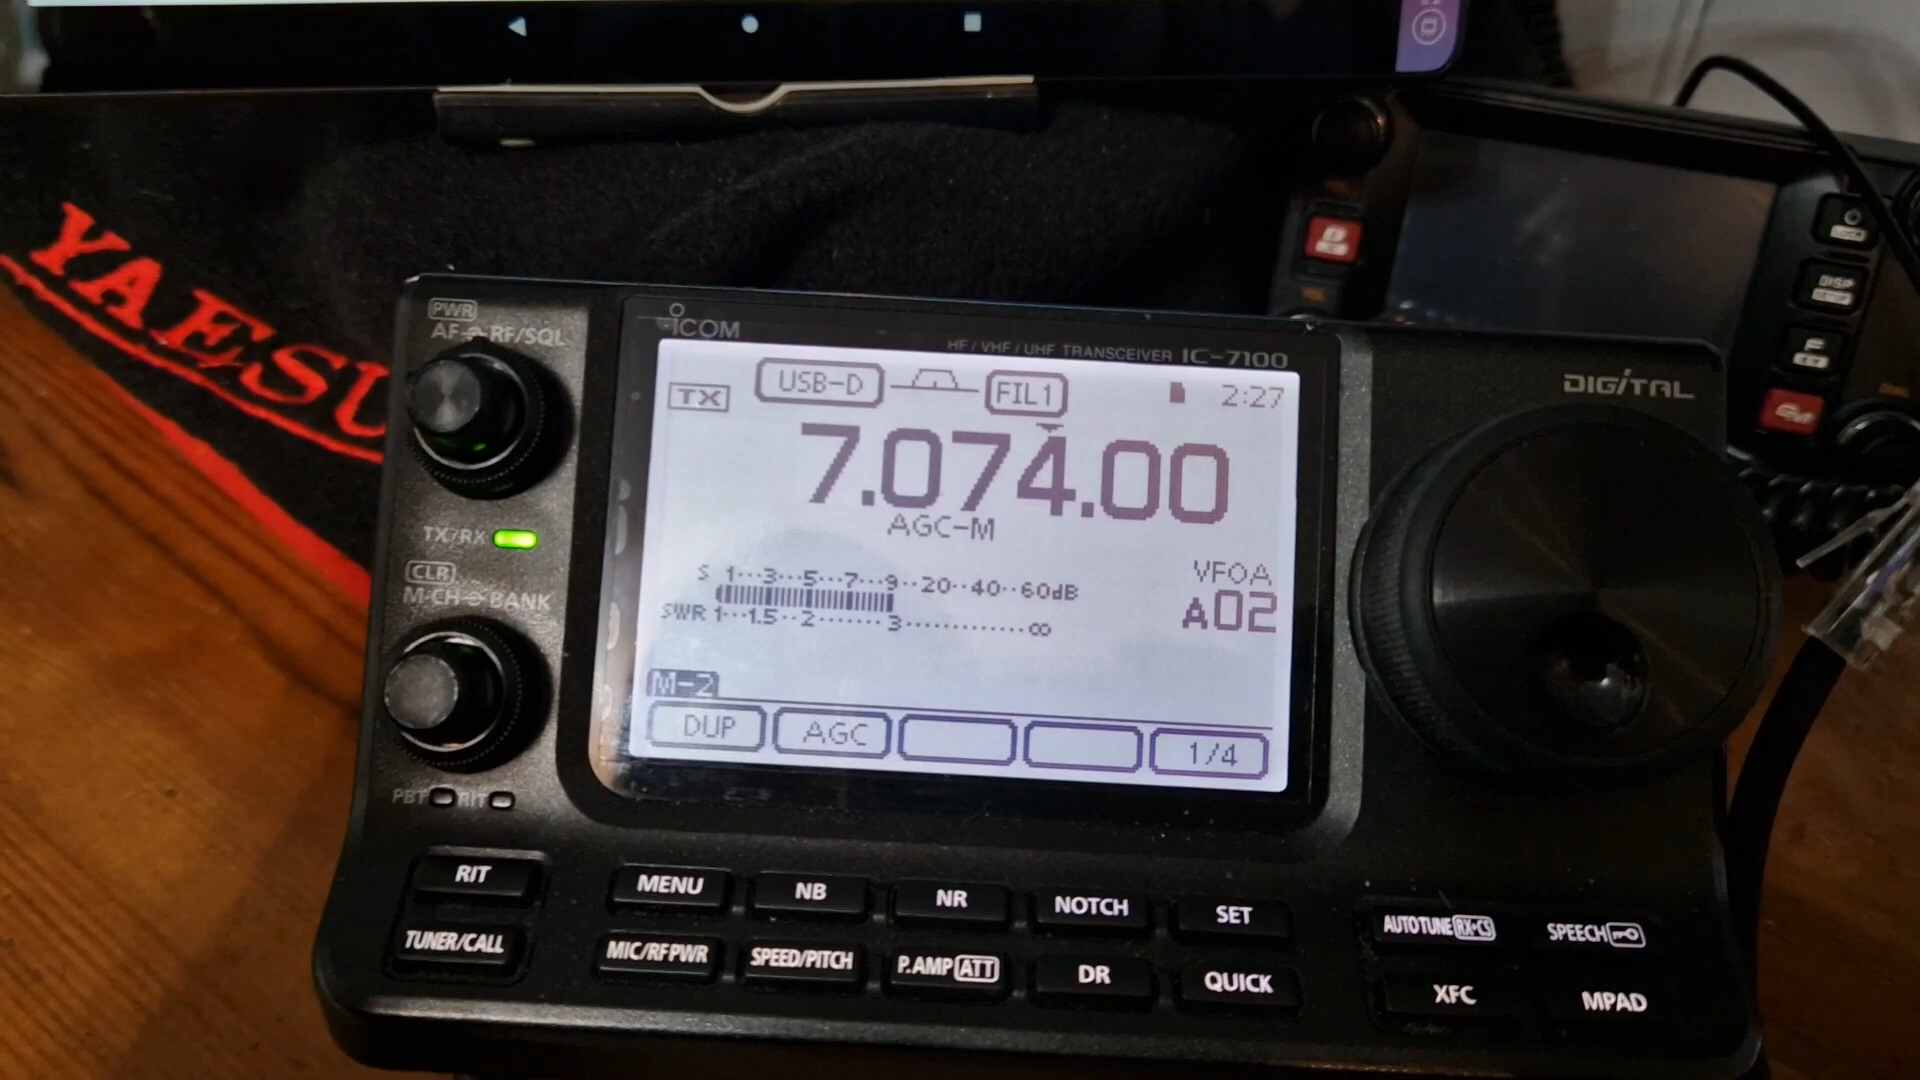 YAESU
PWR
AF RF/SQL
ICOM
HF / VHF / UHF TRANSCEIVER IC-7100
DIGITAL
TX
USB-D
FIL1
2:27
7.074.00
AGC-M
TX/RX
CLR
M-CH BANK
S 1···3···5···7···9··20··40··60dB
SWR 1···1.5··2·······3·············∞
VFOA
A02
M-2
DUP AGC 1/4
PBT RIT
RIT MENU NB NR NOTCH SET AUTOTUNE RX→CS SPEECH
TUNER/CALL MIC/RF PWR SPEED/PITCH P.AMP ATT DR QUICK XFC MPAD
DISP